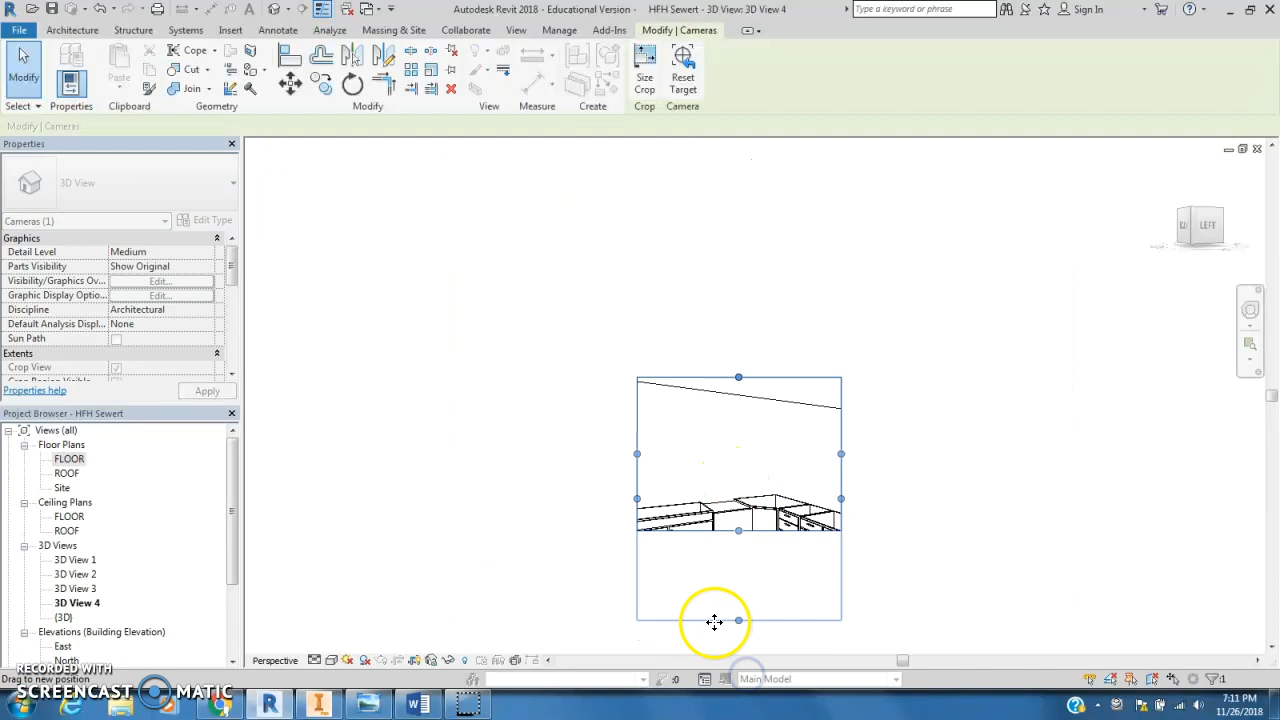 Autodesk Revit 2018 - Educational Version - HFH Sewert - 3D View: 3D View 4
Type a keyword or phrase
Sign In
File Architecture Structure Systems Insert Annotate Analyze Massing & Site Collaborate View Manage Add-Ins Modify | Cameras
Modify
Paste
Cope
Cut
Join
Size Crop
Reset Target
Select Properties Clipboard Geometry Modify View Measure Create Crop Camera
Modify | Cameras
Properties
3D View
Cameras (1) Edit Type
Graphics
Detail Level Medium
Parts Visibility Show Original
Visibility/Graphics Ov... Edit...
Graphic Display Optio... Edit...
Discipline Architectural
Default Analysis Displ... None
Sun Path
Extents
Crop View
Properties help Apply
Project Browser - HFH Sewert
Views (all)
Floor Plans
FLOOR
ROOF
Site
Ceiling Plans
FLOOR
ROOF
3D Views
3D View 1
3D View 2
3D View 3
3D View 4
{3D}
Elevations (Building Elevation)
East
North
LEFT
Perspective
Drag to new position
:0
Main Model
:1
RECORDED WITH
SCREENCAST MATIC
7:11 PM
11/26/2018